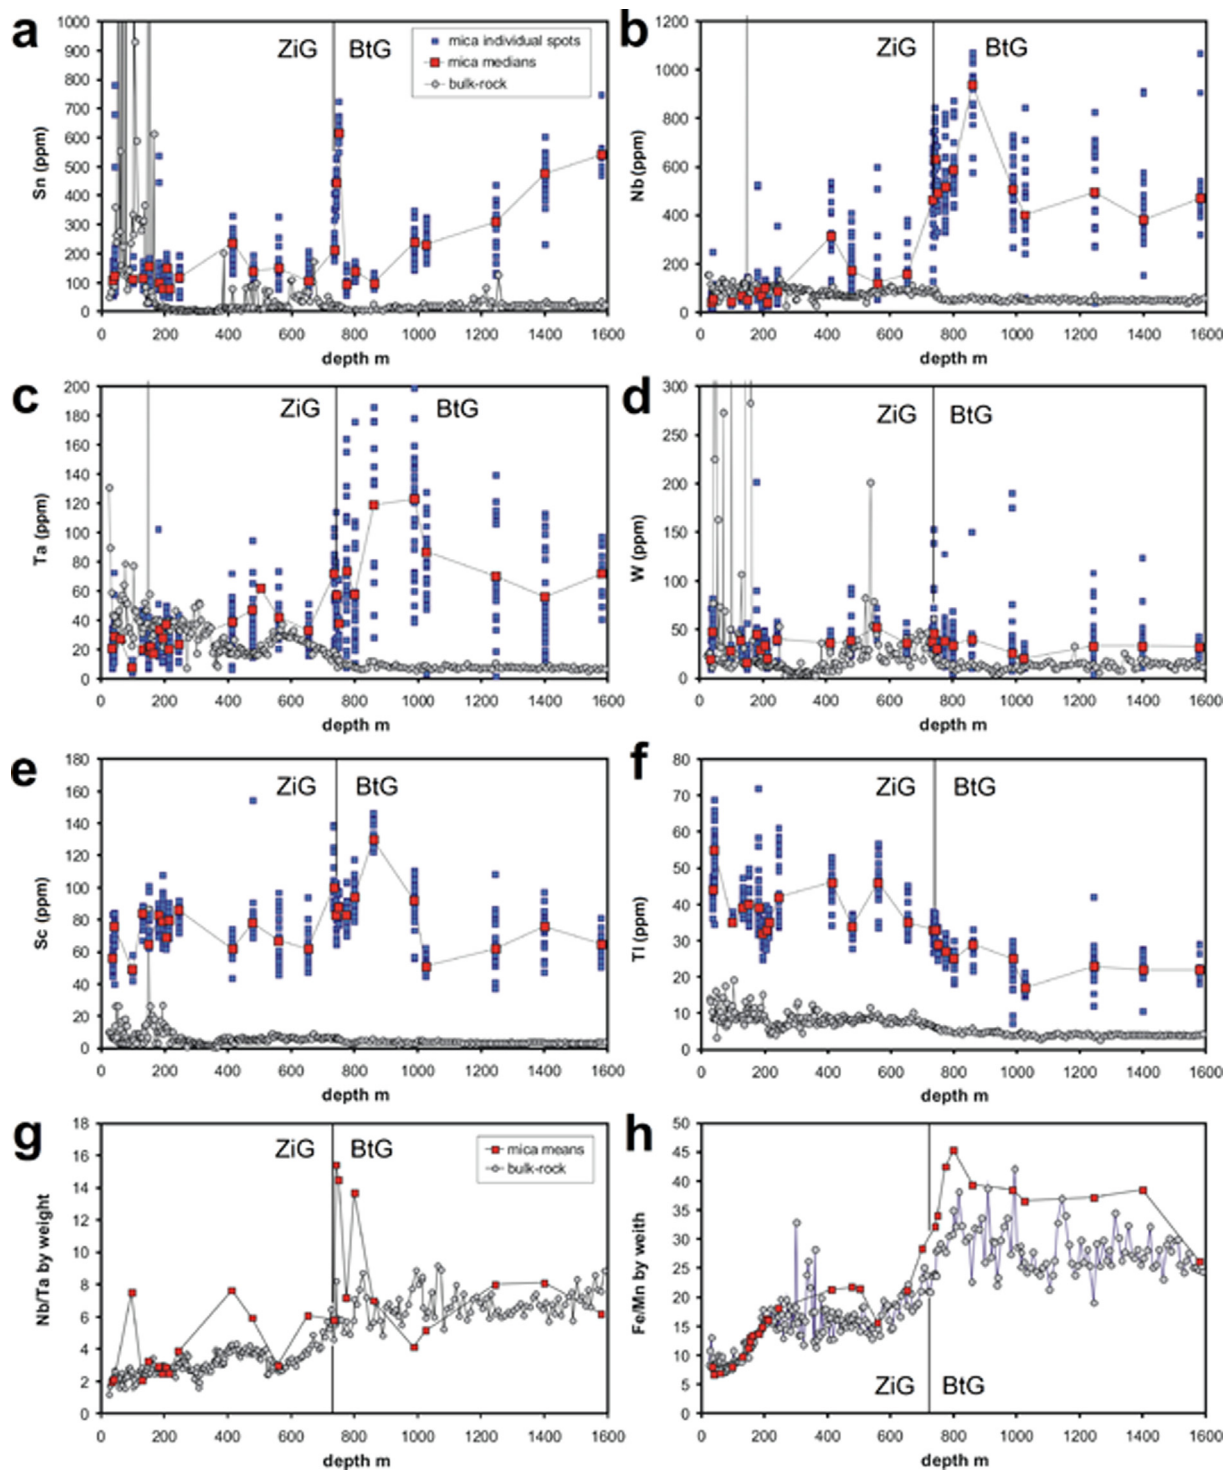 a
1000
900
800
700
600
500
400
300
200
100
0
Sn (ppm)
ZiG
BtG
mica individual spots
mica medians
bulk-rock
0 200 400 600 800 1000 1200 1400 1600
depth m
b
1200
1000
800
600
400
200
0
Nb (ppm)
ZiG
BtG
0 200 400 600 800 1000 1200 1400 1600
depth m
c
200
180
160
140
120
100
80
60
40
20
0
Ta (ppm)
ZiG
BtG
0 200 400 600 800 1000 1200 1400 1600
depth m
d
300
250
200
150
100
50
0
W (ppm)
ZiG
BtG
0 200 400 600 800 1000 1200 1400 1600
depth m
e
180
160
140
120
100
80
60
40
20
0
Sc (ppm)
ZiG
BtG
0 200 400 600 800 1000 1200 1400 1600
depth m
f
80
70
60
50
40
30
20
10
0
Tl (ppm)
ZiG
BtG
0 200 400 600 800 1000 1200 1400 1600
depth m
g
18
16
14
12
10
8
6
4
2
0
Nb/Ta by weight
ZiG
BtG
mica means
bulk-rock
0 200 400 600 800 1000 1200 1400 1600
depth m
h
50
45
40
35
30
25
20
15
10
5
0
Fe/Mn by weith
ZiG
BtG
0 200 400 600 800 1000 1200 1400 1600
depth m